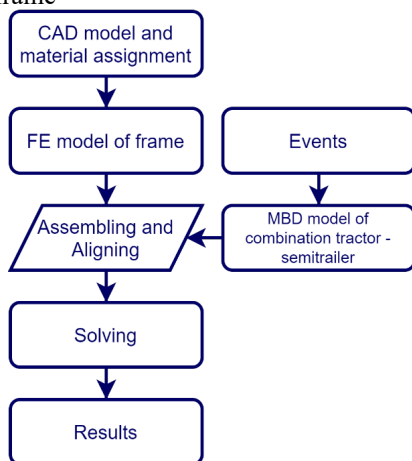 CAD model and
material assignment
FE model of frame
Events
Assembling and
Aligning
MBD model of
combination tractor -
semitrailer
Solving
Results